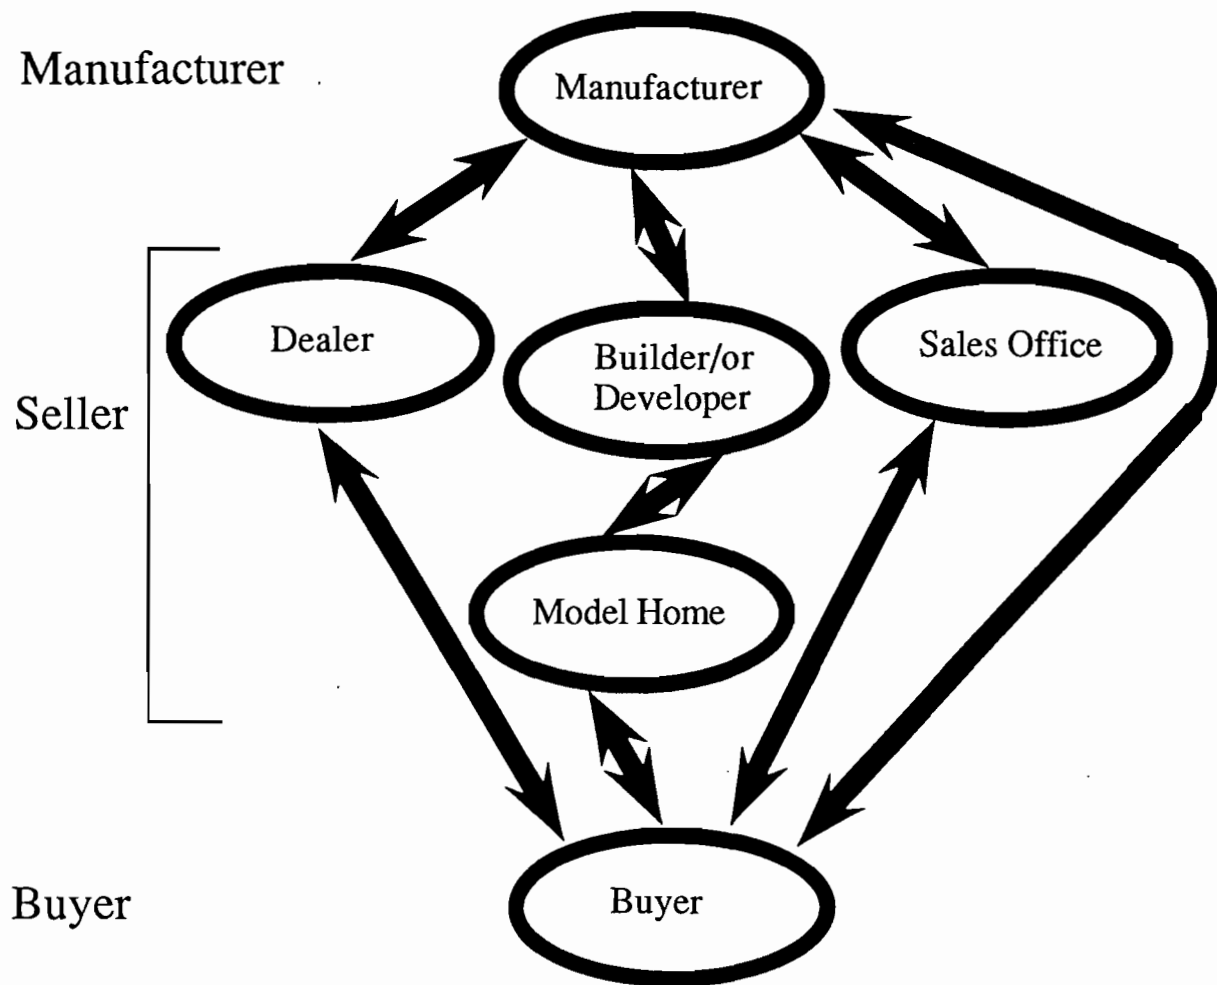 Manufacturer
Manufacturer
Dealer
Builder/or
Developer
Sales Office
Seller
Model Home
Buyer
Buyer